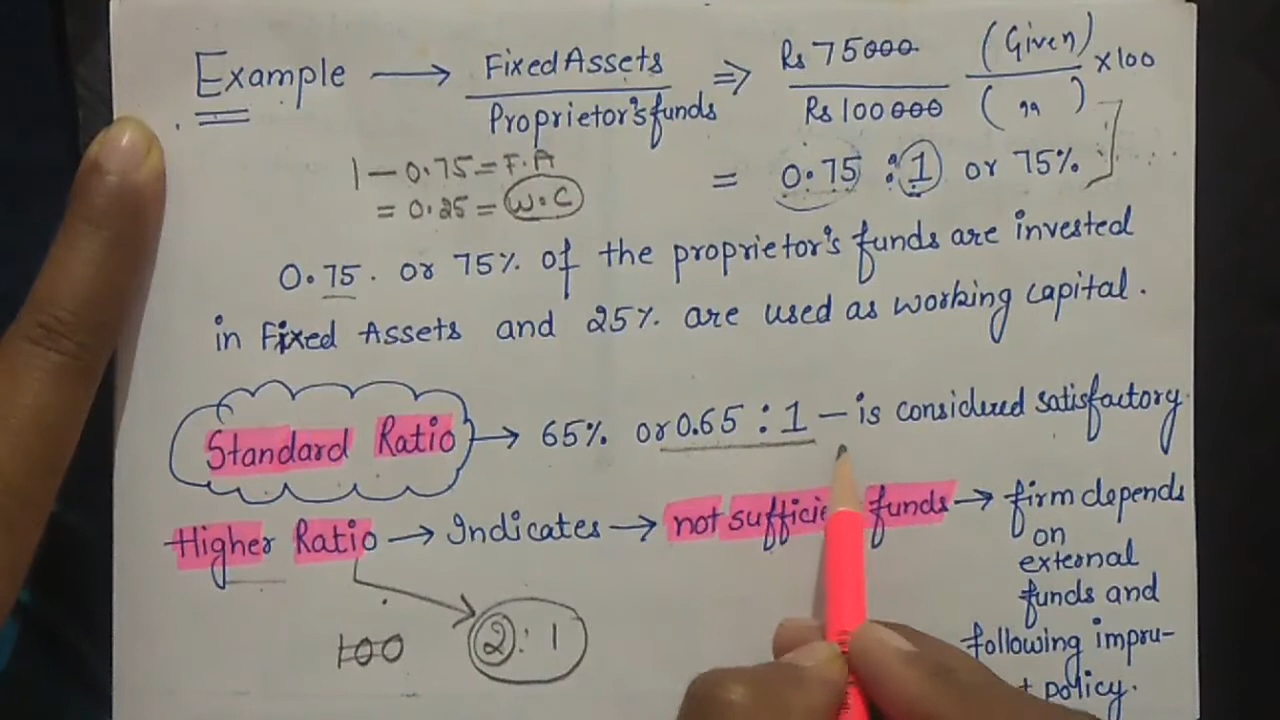 Example → Fixed Assets / Proprietor's funds ⇒ Rs 75000 / Rs 100000 (Given) / ( ,, ) ×100
1 – 0.75 = F.A
= 0.75 : 1 or 75%
= 0.25 = W.C
0.75. or 75% of the proprietor's funds are invested
in Fixed Assets and 25% are used as working capital.
Standard Ratio → 65% or 0.65 : 1 – is considered satisfactory.
Higher Ratio → Indicates → not funds → firm depends
on
external
funds and
following impru-
policy.
100
2 : 1